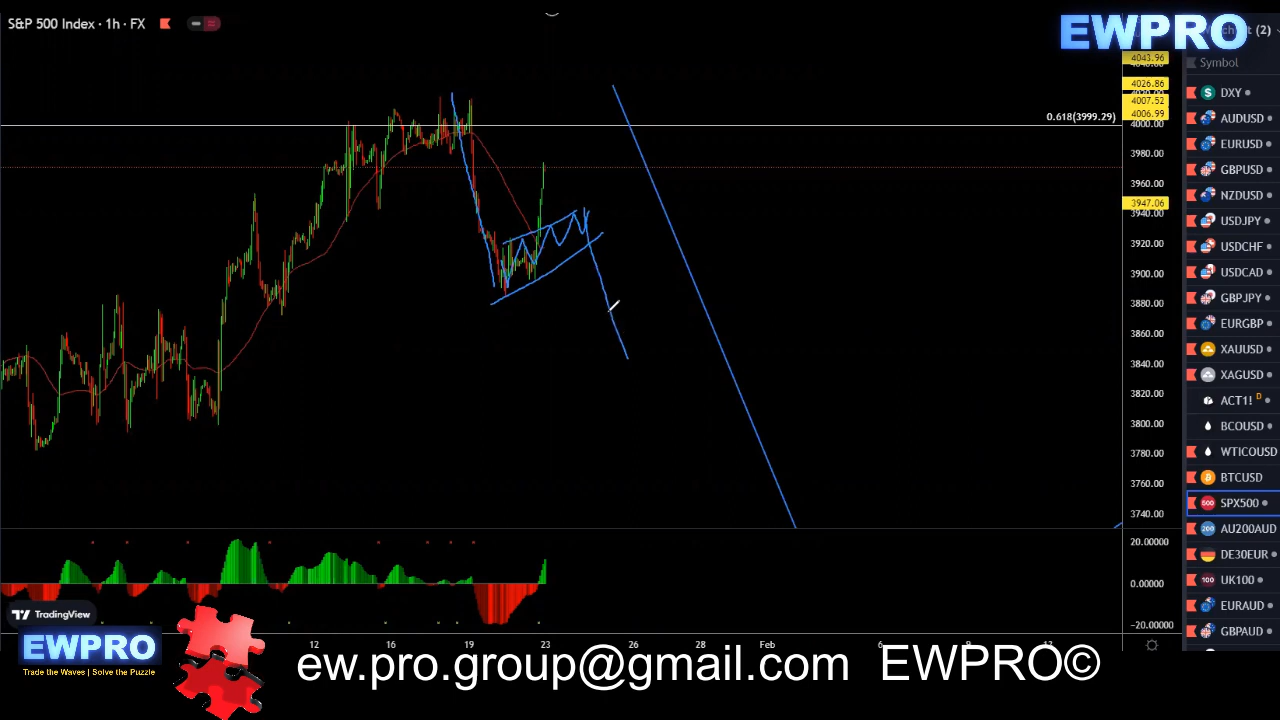 S&P 500 Index · 1h · FX
EWPRO
(2)
4043.96
4026.86
4007.52
4006.99
4000.00
0.618(3999.29)
3980.00
3960.00
3947.06
3940.00
3920.00
3900.00
3880.00
3860.00
3840.00
3820.00
3800.00
3780.00
3760.00
3740.00
20.00000
0.00000
-20.00000
Symbol
DXY
AUDUSD
EURUSD
GBPUSD
NZDUSD
USDJPY
USDCHF
USDCAD
GBPJPY
EURGBP
XAUUSD
XAGUSD
ACT1! D
BCOUSD
WTICOUSD
BTCUSD
SPX500
AU200AUD
DE30EUR
UK100
EURAUD
GBPAUD
TradingView
12 16 19 23 26 28 Feb
EWPRO
Trade the Waves | Solve the Puzzle
ew.pro.group@gmail.com EWPRO©